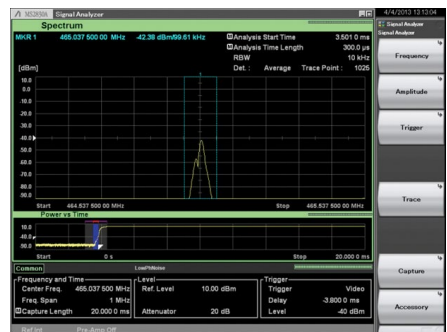 MS2830A Signal Analyzer
4/4/2013 13:13:04
Spectrum
Signal Analyzer
Signal Analyzer
MKR 1 465.037 500 00 MHz -42.38 dBm/99.61 kHz
Analysis Start Time 3.501 0 ms
Analysis Time Length 300.0 µs
RBW 10 kHz
Det. : Average Trace Point : 1025
[dBm]
10.0
0.0
-10.0
-20.0
-30.0
-40.0
-50.0
-60.0
-70.0
-80.0
-90.0
Start 464.537 500 00 MHz Stop 465.537 500 00 MHz
Power vs Time
10.0
-40.0
-90.0
Start 0 s Stop 20.000 0 ms
Common LowPhNoise
Frequency and Time
Center Freq. 465.037 500 MHz
Freq. Span 1 MHz
Capture Length 20.000 0 ms
Level
Ref. Level 10.00 dBm
Attenuator 20 dB
Trigger
Trigger Video
Delay -3.800 0 ms
Level -40 dBm
Ref.Int Pre-Amp Off
Frequency
Amplitude
Trigger
Trace
Capture
Accessory